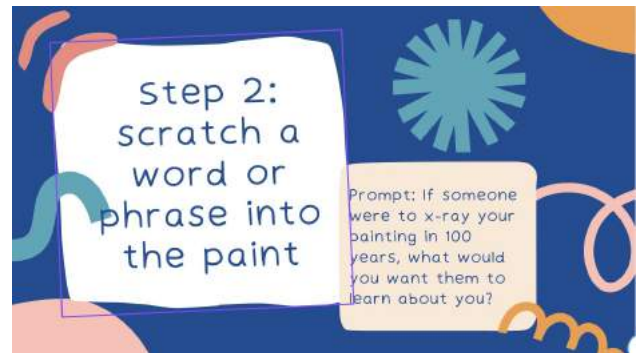 Step 2:
scratch a
word or
phrase into
the paint
Prompt: If someone
were to x-ray your
painting in 100
years, what would
you want them to
learn about you?